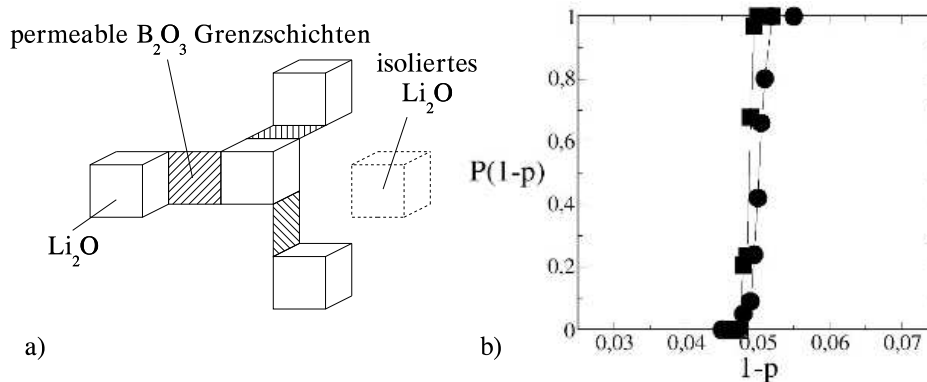 permeable B₂O₃ Grenzschichten
isoliertes
Li₂O
Li₂O
a)
1
0,8
0,6
0,4
0,2
0
P(1-p)
0,03 0,04 0,05 0,06 0,07
1-p
b)